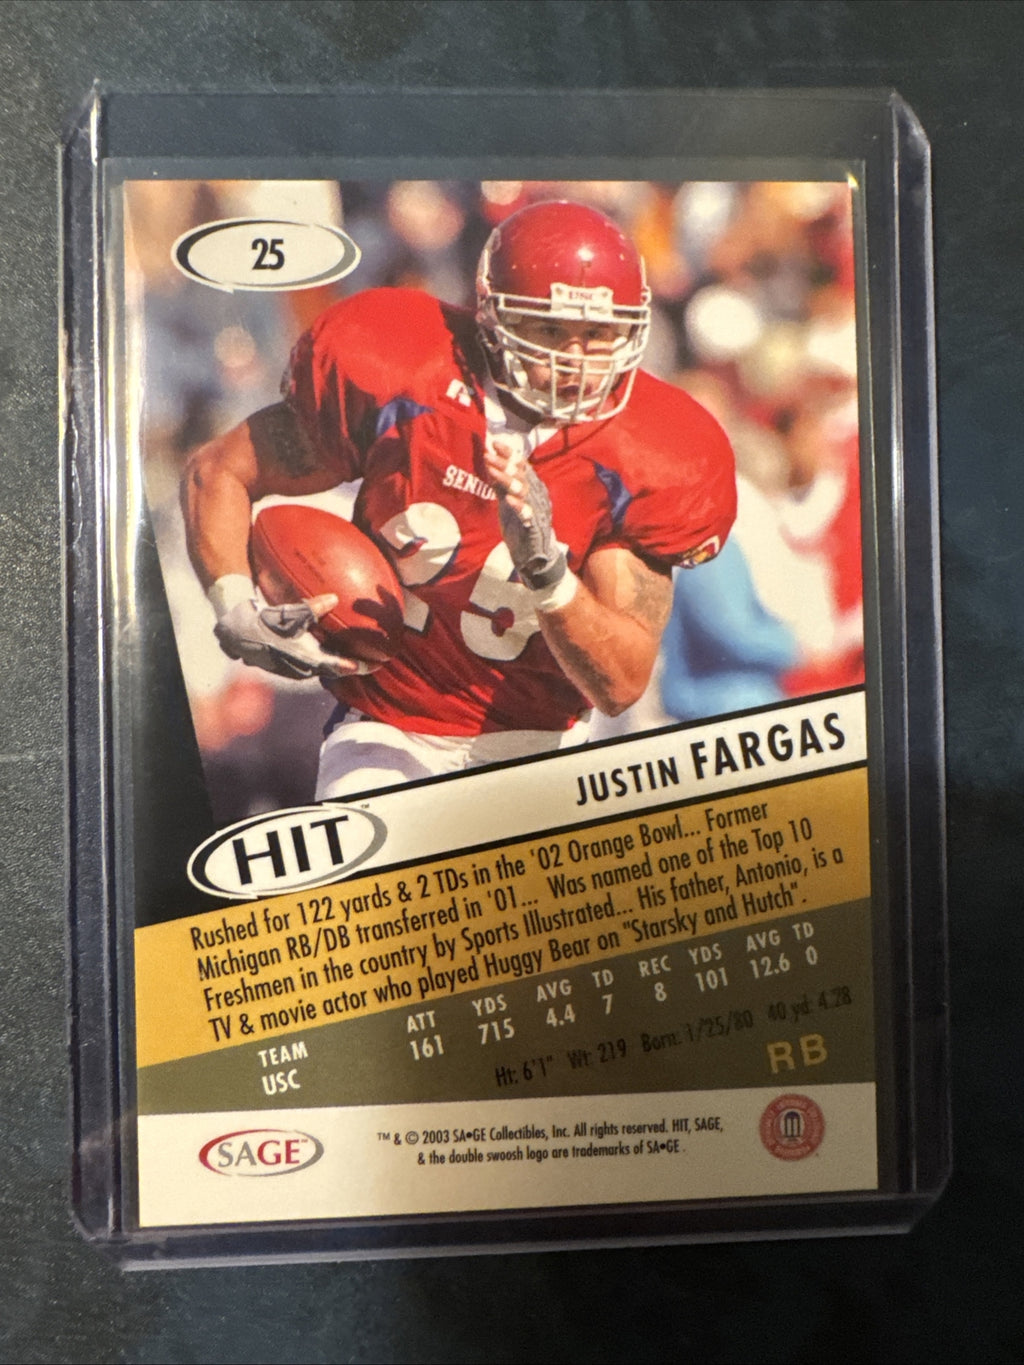 25
USC
SENIO
25
JUSTIN FARGAS
HIT™
Rushed for 122 yards & 2 TDs in the '02 Orange Bowl... Former
Michigan RB/DB transferred in '01... Was named one of the Top 10
Freshmen in the country by Sports Illustrated... His father, Antonio, is a
TV & movie actor who played Huggy Bear on "Starsky and Hutch".
TEAM ATT YDS AVG TD REC YDS AVG TD
USC 161 715 4.4 7 8 101 12.6 0
Ht: 6'1" Wt: 219 Born: 1/25/80 40 yd: 4.28
RB
SAGE™
™ & © 2003 SA•GE Collectibles, Inc. All rights reserved. HIT, SAGE,
& the double swoosh logo are trademarks of SA•GE .